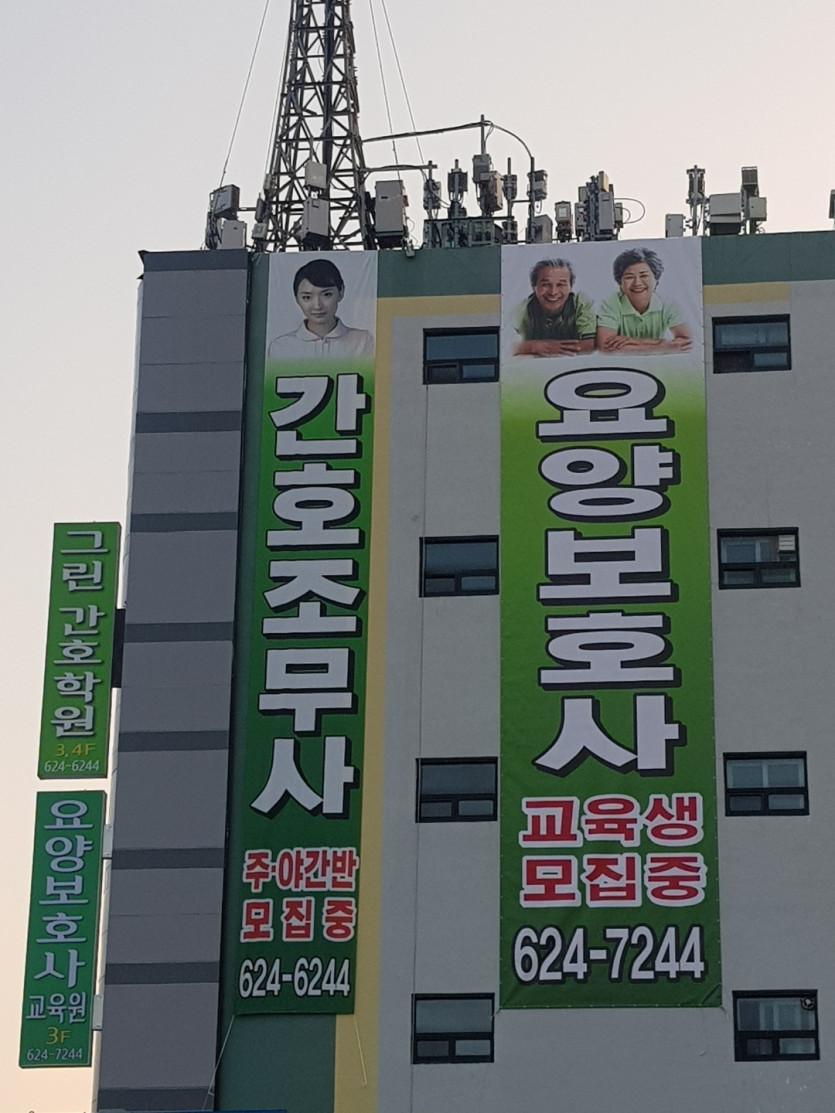 그린 간호학원
3,4F
624-6244
요양보호사
교육원
3F
624-7244
간호조무사
주·야간반
모집중
624-6244
요양보호사
교육생
모집중
624-7244